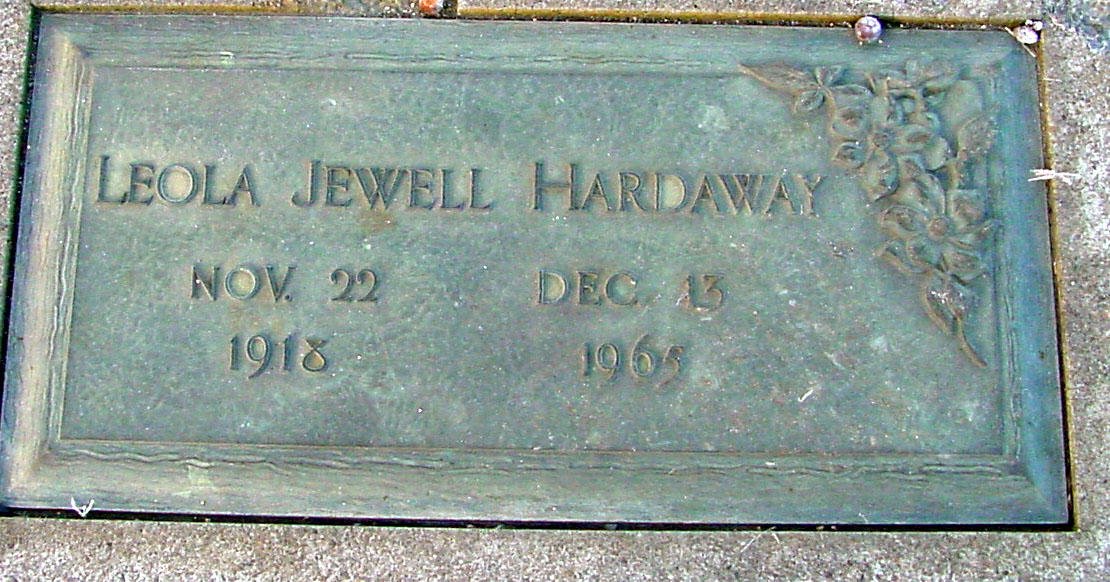 LEOLA JEWELL HARDAWAY
NOV. 22 DEC. 13
1918 1965